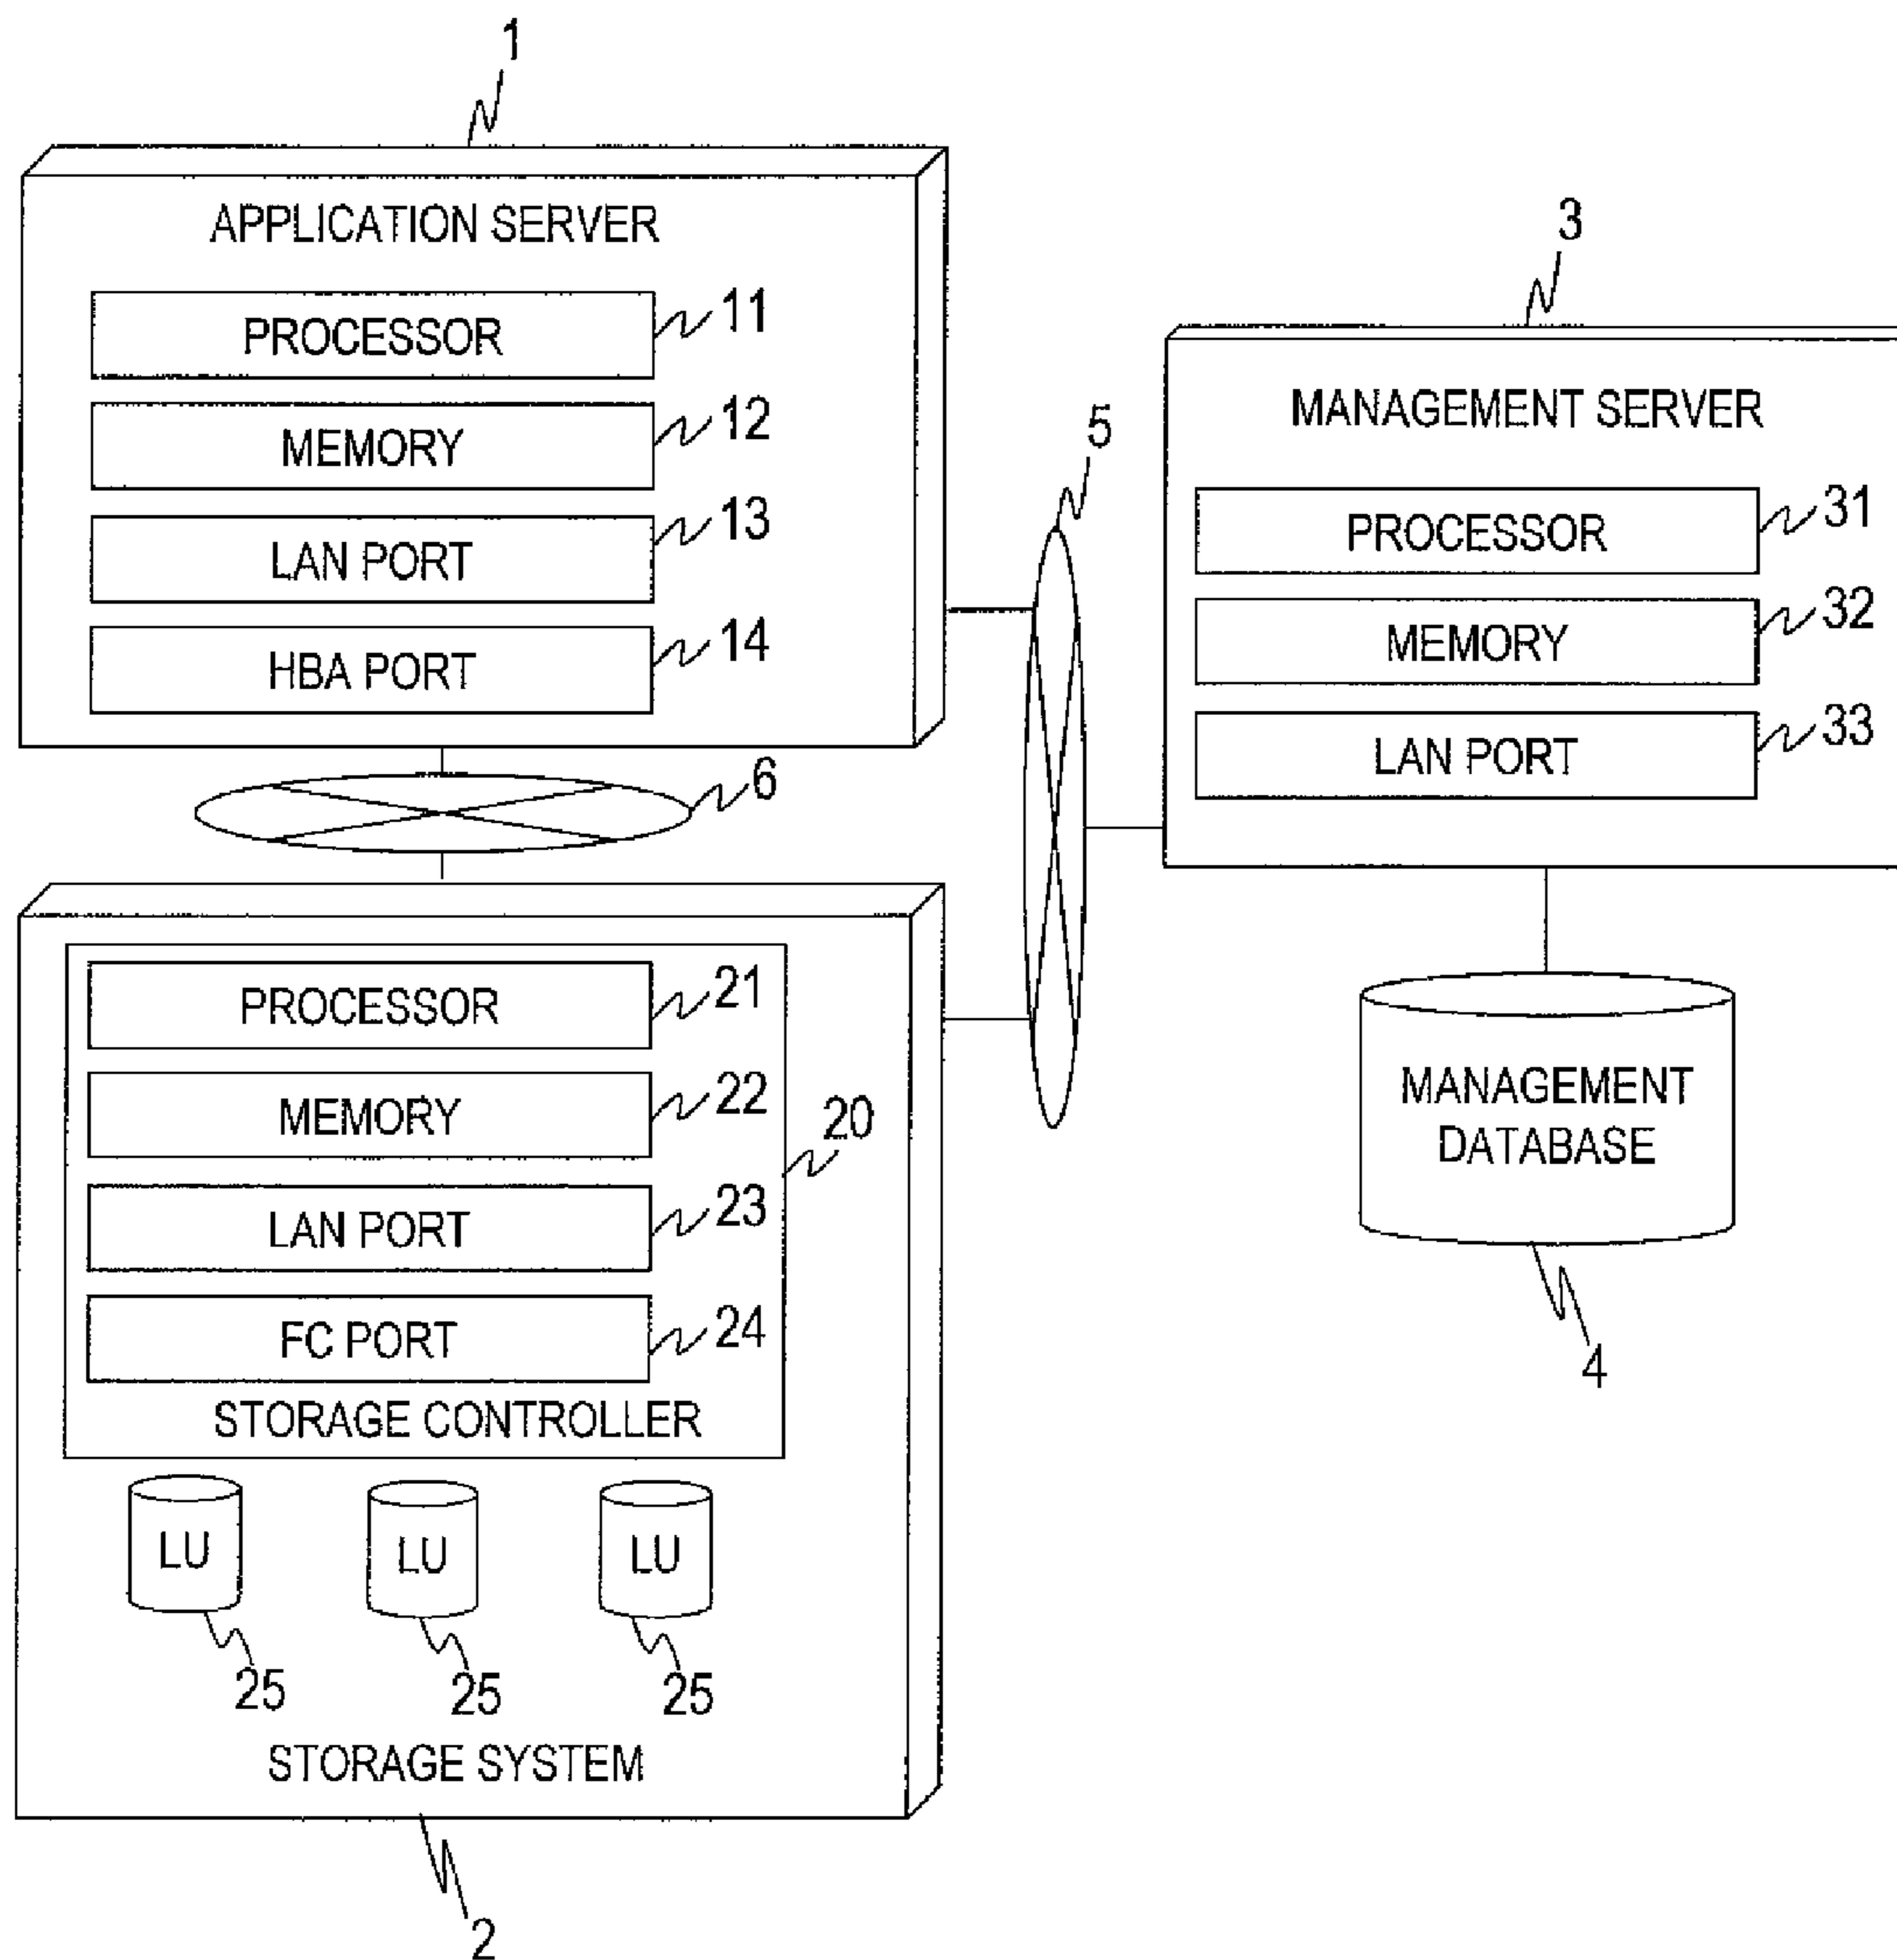 1
APPLICATION SERVER
PROCESSOR 11
MEMORY 12
LAN PORT 13
HBA PORT 14
6
5
3
MANAGEMENT SERVER
PROCESSOR 31
MEMORY 32
LAN PORT 33
PROCESSOR 21
MEMORY 22
20
LAN PORT 23
FC PORT 24
STORAGE CONTROLLER
LU LU LU
25 25 25
STORAGE SYSTEM
2
MANAGEMENT
DATABASE
4